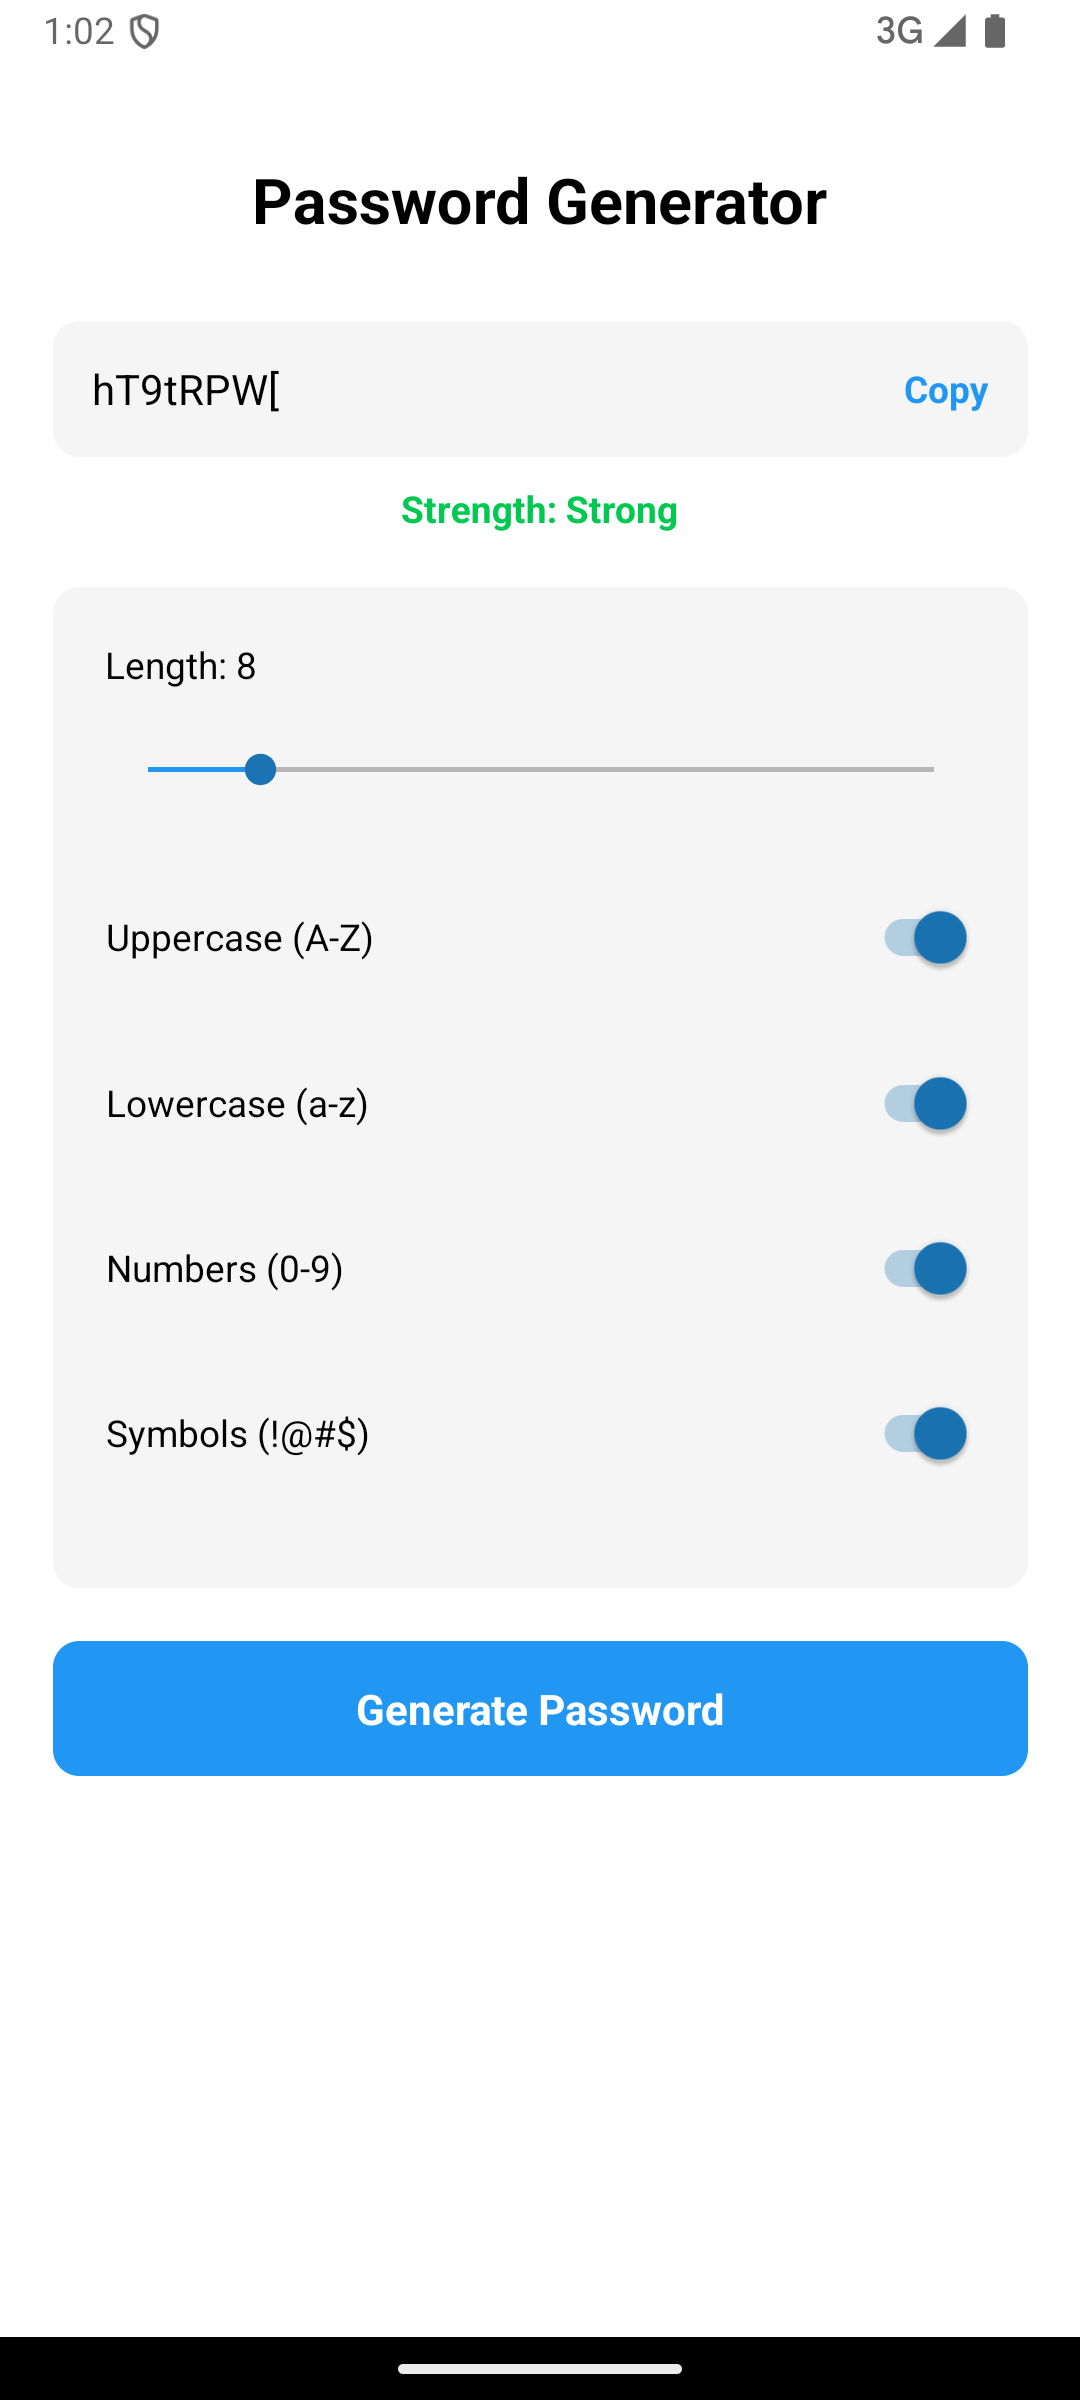 1:02
3G
Password Generator
hT9tRPW[
Copy
Strength: Strong
Length: 8
Uppercase (A-Z)
Lowercase (a-z)
Numbers (0-9)
Symbols (!@#$)
Generate Password